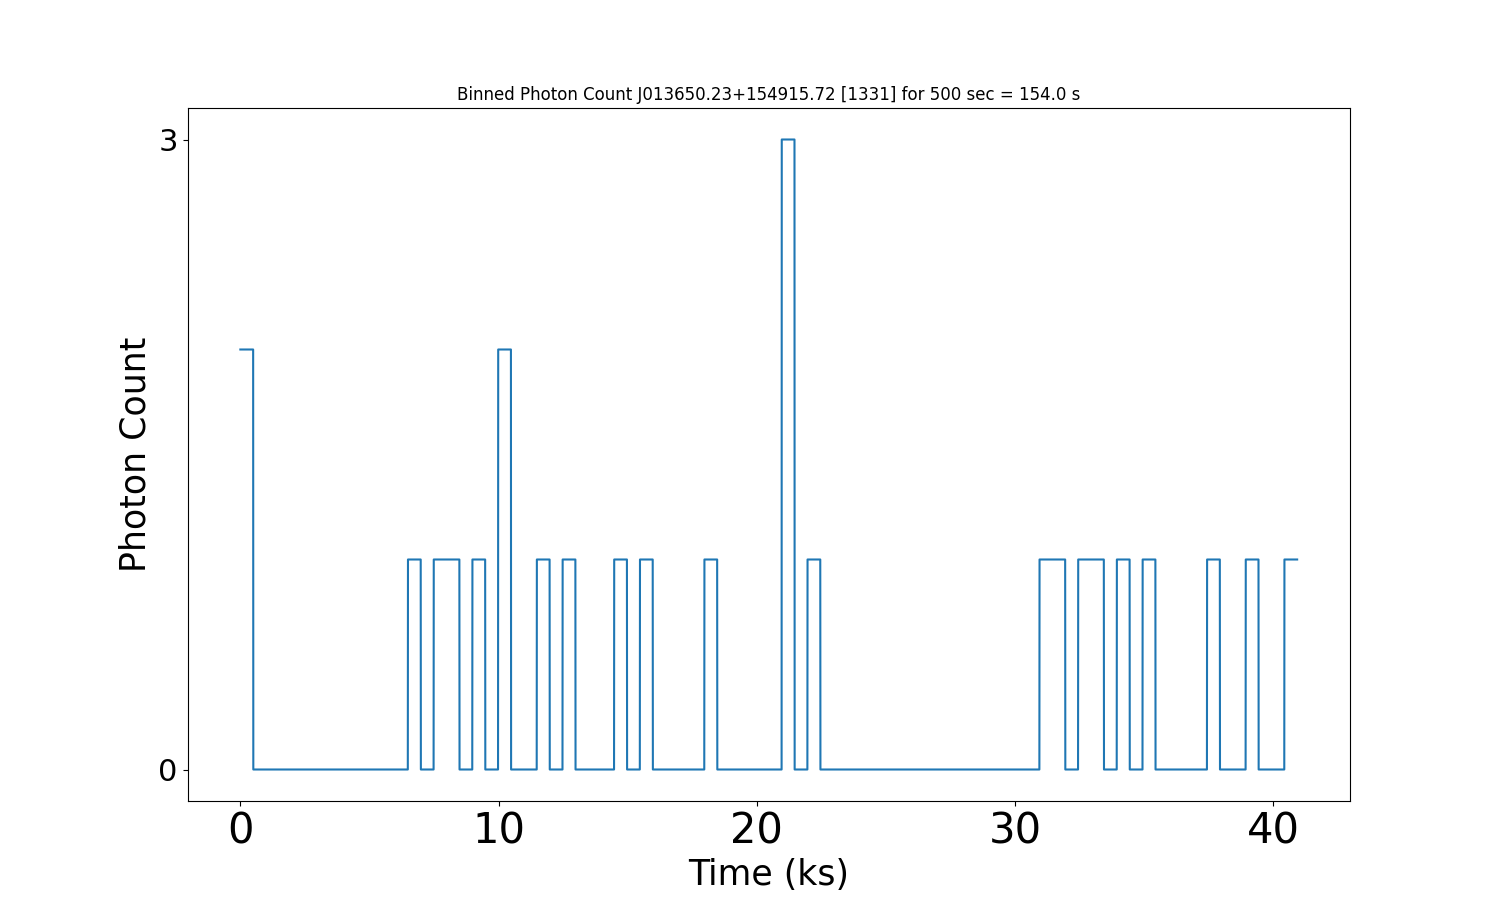 Binned Photon Count J013650.23+154915.72 [1331] for 500 sec = 154.0 s
3
Photon Count
0
0 10 20 30 40
Time (ks)